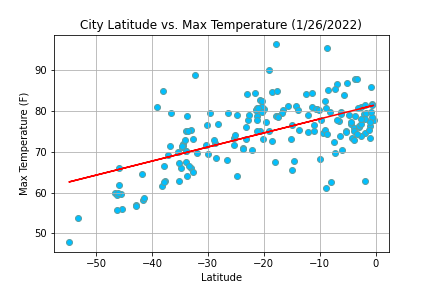 City Latitude vs. Max Temperature (1/26/2022)
Max Temperature (F)
90
80
70
60
50
−50 −40 −30 −20 −10 0
Latitude